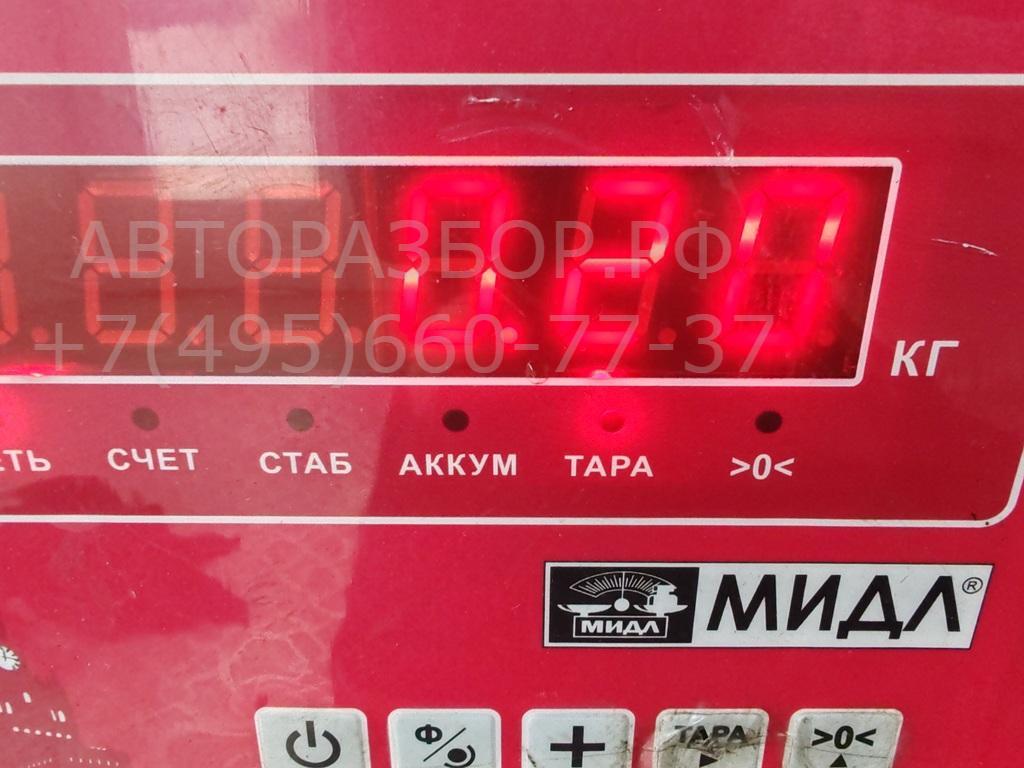 0.20
АВТОРАЗБОР.РФ
+7(495)660-77-37
КГ
СЧЕТ СТАБ АККУМ ТАРА >0<
МИДЛ МИДЛ®
Ф + ТАРА >0<